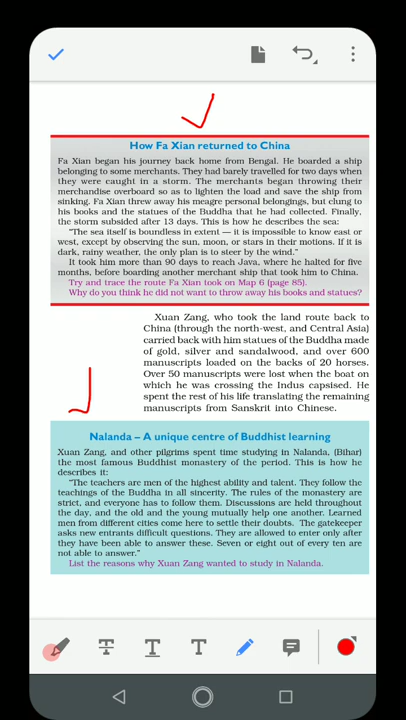 How Fa Xian returned to China
Fa Xian began his journey back home from Bengal. He boarded a ship
belonging to some merchants. They had barely travelled for two days when
they were caught in a storm. The merchants began throwing their
merchandise overboard so as to lighten the load and save the ship from
sinking. Fa Xian threw away his meagre personal belongings, but clung to
his books and the statues of the Buddha that he had collected. Finally,
the storm subsided after 13 days. This is how he describes the sea:
"The sea itself is boundless in extent — it is impossible to know east or
west, except by observing the sun, moon, or stars in their motions. If it is
dark, rainy weather, the only plan is to steer by the wind."
It took him more than 90 days to reach Java, where he halted for five
months, before boarding another merchant ship that took him to China.
Try and trace the route Fa Xian took on Map 6 (page 85).
Why do you think he did not want to throw away his books and statues?
Xuan Zang, who took the land route back to
China (through the north-west, and Central Asia)
carried back with him statues of the Buddha made
of gold, silver and sandalwood, and over 600
manuscripts loaded on the backs of 20 horses.
Over 50 manuscripts were lost when the boat on
which he was crossing the Indus capsised. He
spent the rest of his life translating the remaining
manuscripts from Sanskrit into Chinese.
Nalanda – A unique centre of Buddhist learning
Xuan Zang, and other pilgrims spent time studying in Nalanda, (Bihar)
the most famous Buddhist monastery of the period. This is how he
describes it:
"The teachers are men of the highest ability and talent. They follow the
teachings of the Buddha in all sincerity. The rules of the monastery are
strict, and everyone has to follow them. Discussions are held throughout
the day, and the old and the young mutually help one another. Learned
men from different cities come here to settle their doubts. The gatekeeper
asks new entrants difficult questions. They are allowed to enter only after
they have been able to answer these. Seven or eight out of every ten are
not able to answer."
List the reasons why Xuan Zang wanted to study in Nalanda.
T T T